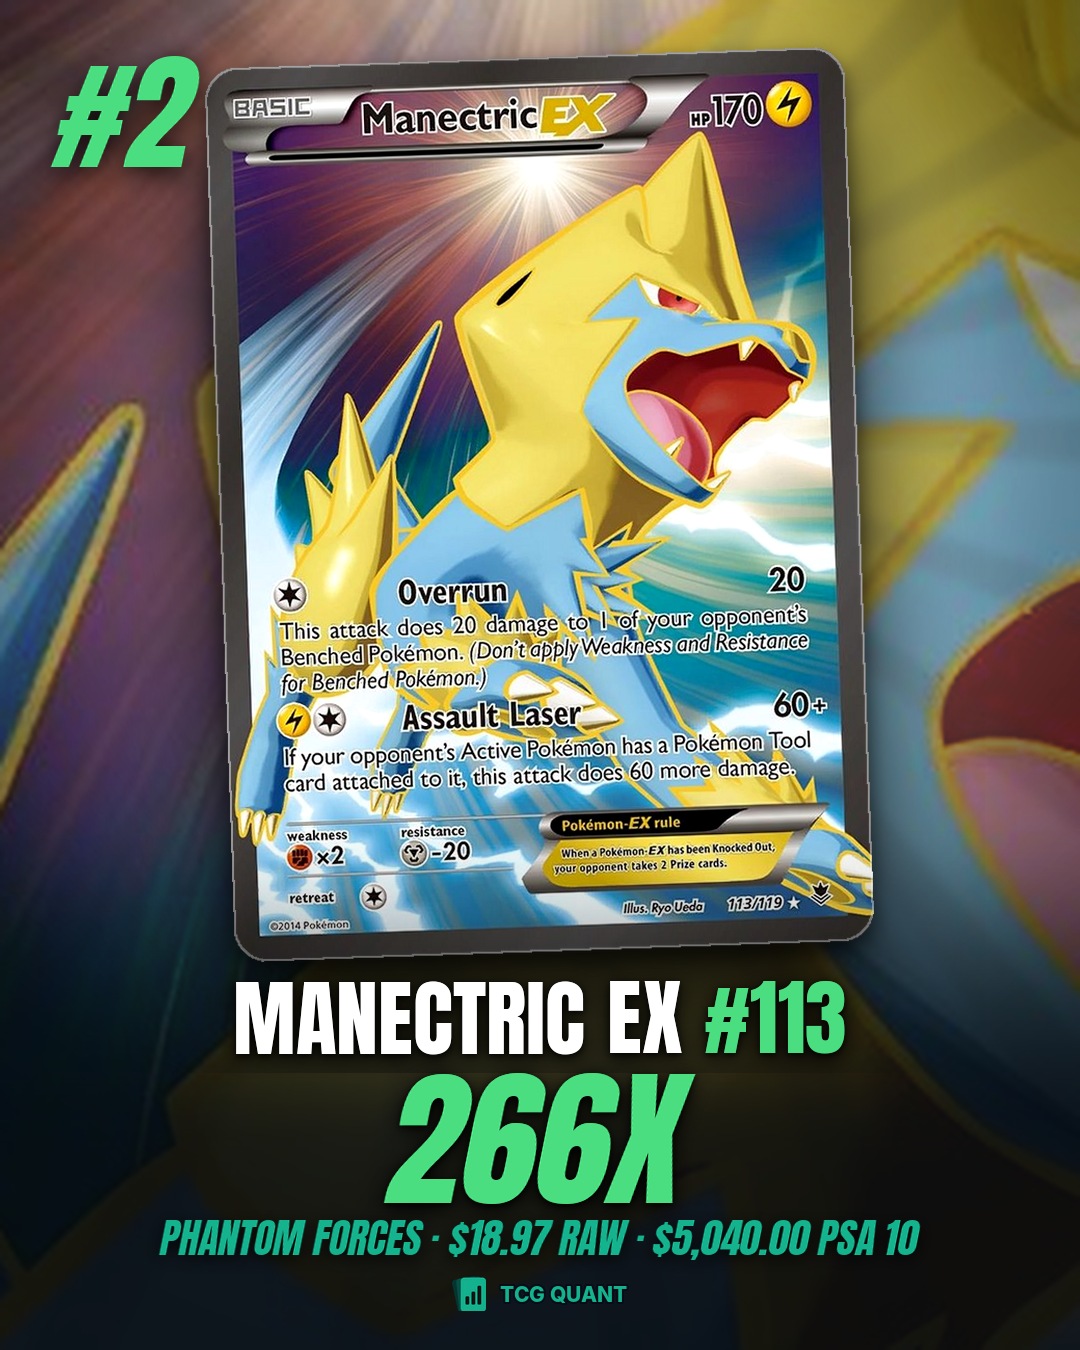 #2
BASIC
Manectric EX
HP 170
Overrun 20
This attack does 20 damage to 1 of your opponent's
Benched Pokémon. (Don't apply Weakness and Resistance
for Benched Pokémon.)
Assault Laser 60+
If your opponent's Active Pokémon has a Pokémon Tool
card attached to it, this attack does 60 more damage.
weakness
×2
resistance
-20
retreat
Pokémon-EX rule
When a Pokémon-EX has been Knocked Out,
your opponent takes 2 Prize cards.
©2014 Pokémon
Illus. Ryo Ueda 113/119
MANECTRIC EX #113
266X
PHANTOM FORCES · $18.97 RAW · $5,040.00 PSA 10
TCG QUANT